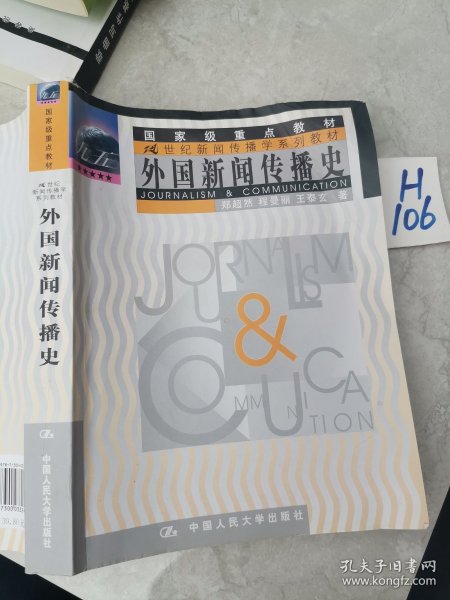 国家级重点教材
21世纪新闻传播学系列教材
外国新闻传播史
JOURNALISM & COMMUNICATION
郑超然 程曼丽 王泰玄 著
JOURNALISM
&
COMMUNICATION
中国人民大学出版社
国家级重点教材
21世纪
新闻传播学
系列教材
外国新闻传播史
中国人民大学出版社
H
106
孔夫子旧书网
www.kongfz.com